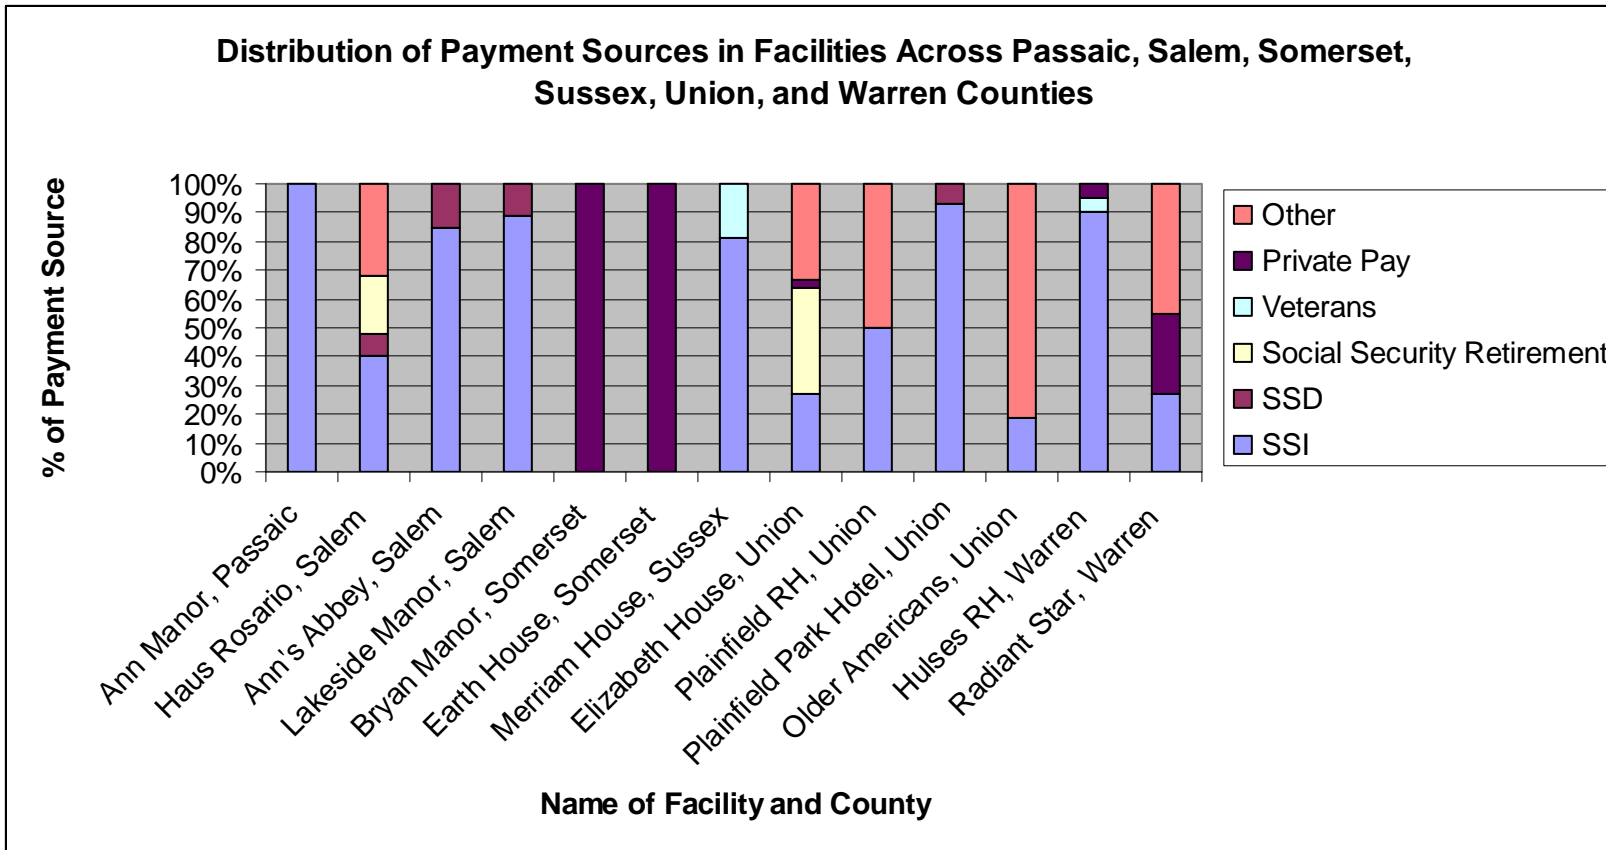 Distribution of Payment Sources in Facilities Across Passaic, Salem, Somerset,
Sussex, Union, and Warren Counties
% of Payment Source
100%
90%
80%
70%
60%
50%
40%
30%
20%
10%
0%
Other
Private Pay
Veterans
Social Security Retirement
SSD
SSI
Ann Manor, Passaic
Haus Rosario, Salem
Ann's Abbey, Salem
Lakeside Manor, Salem
Bryan Manor, Somerset
Earth House, Somerset
Merriam House, Sussex
Elizabeth House, Union
Plainfield RH, Union
Plainfield Park Hotel, Union
Older Americans, Union
Hulses RH, Warren
Radiant Star, Warren
Name of Facility and County